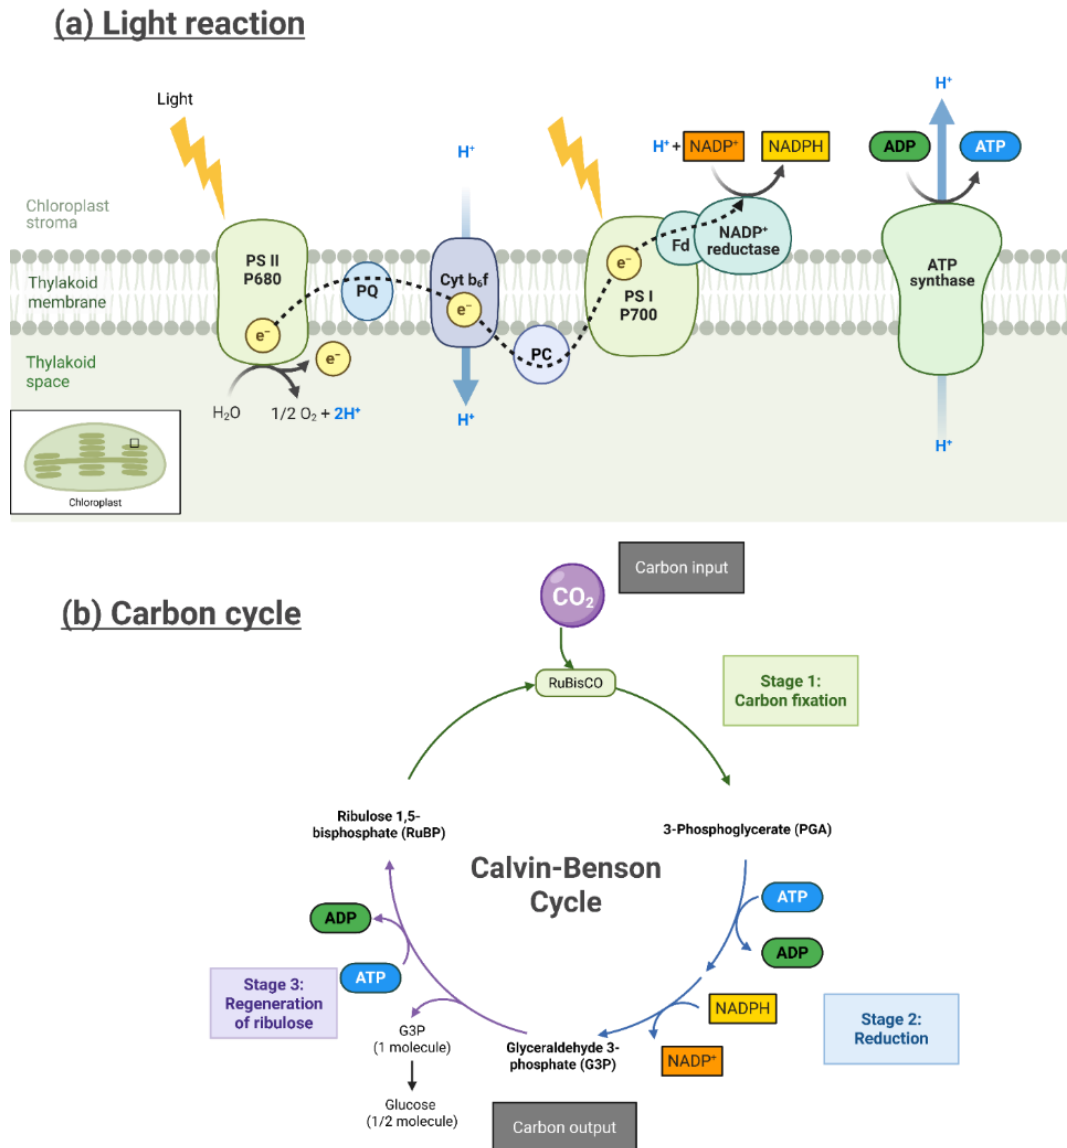 (a) Light reaction
Light
H⁺
H⁺ + NADP⁺ NADPH
ADP
H⁺
ATP
Chloroplast
stroma
Thylakoid
membrane
Thylakoid
space
PS II
P680
e⁻
PQ
Cyt b₆f
e⁻
PC
e⁻
PS I
P700
Fd
NADP⁺
reductase
ATP
synthase
e⁻
H₂O
1/2 O₂ + 2H⁺
H⁺
H⁺
Chloroplast
(b) Carbon cycle
CO₂
Carbon input
RuBisCO
Stage 1:
Carbon fixation
Ribulose 1,5-
bisphosphate (RuBP)
3-Phosphoglycerate (PGA)
Calvin-Benson
Cycle
ATP
ADP
NADPH
NADP⁺
Stage 2:
Reduction
ADP
ATP
Stage 3:
Regeneration
of ribulose
G3P
(1 molecule)
Glucose
(1/2 molecule)
Glyceraldehyde 3-
phosphate (G3P)
Carbon output